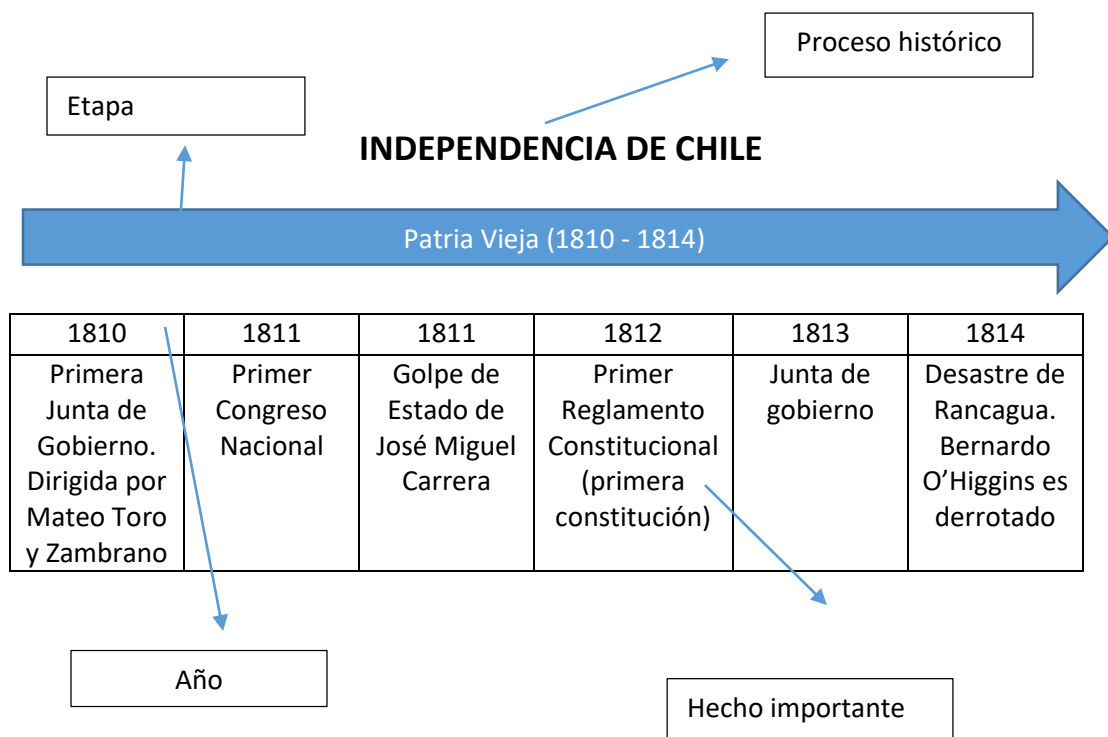 Proceso histórico
Etapa
INDEPENDENCIA DE CHILE
Patria Vieja (1810 - 1814)
1810
1811
1811
1812
1813
1814
Primera
Junta de
Gobierno.
Dirigida por
Mateo Toro
y Zambrano
Primer
Congreso
Nacional
Golpe de
Estado de
José Miguel
Carrera
Primer
Reglamento
Constitucional
(primera
constitución)
Junta de
gobierno
Desastre de
Rancagua.
Bernardo
O’Higgins es
derrotado
Año
Hecho importante